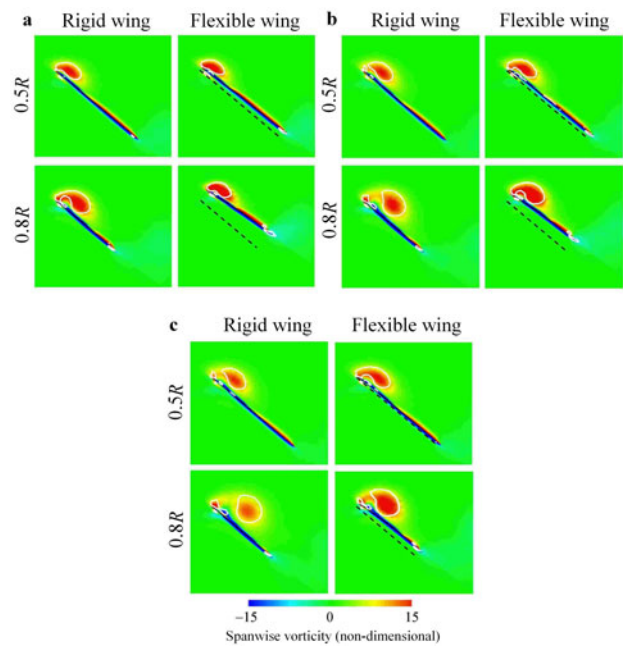 a Rigid wing Flexible wing b Rigid wing Flexible wing
0.5R 0.5R
0.8R 0.8R
c Rigid wing Flexible wing
0.5R
0.8R
−15 0 15
Spanwise vorticity (non-dimensional)